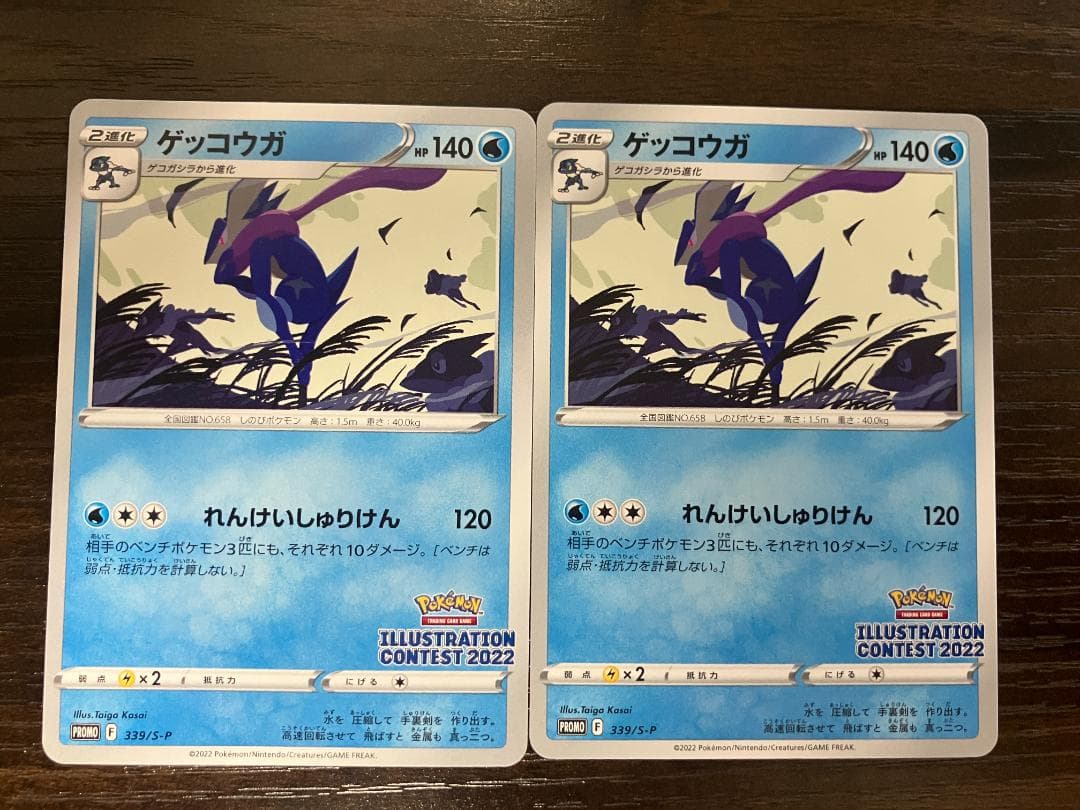 2進化 ゲッコウガ HP 140
ゲコガシラから進化
全国図鑑NO.658 しのびポケモン 高さ:1.5m 重さ:40.0kg
れんけいしゅりけん 120
相手のベンチポケモン3匹にも、それぞれ10ダメージ。[ベンチは
弱点・抵抗力を計算しない。]
Pokémon
TRADING CARD GAME
ILLUSTRATION
CONTEST 2022
弱点 ×2 抵抗力 にげる
Illus.Taiga Kasai
PROMO F 339/S-P
水を圧縮して手裏剣を作り出す。
高速回転させて飛ばすと金属も真っ二つ。
©2022 Pokémon/Nintendo/Creatures/GAME FREAK.
2進化 ゲッコウガ HP 140
ゲコガシラから進化
全国図鑑NO.658 しのびポケモン 高さ:1.5m 重さ:40.0kg
れんけいしゅりけん 120
相手のベンチポケモン3匹にも、それぞれ10ダメージ。[ベンチは
弱点・抵抗力を計算しない。]
Pokémon
TRADING CARD GAME
ILLUSTRATION
CONTEST 2022
弱点 ×2 抵抗力 にげる
Illus.Taiga Kasai
PROMO F 339/S-P
水を圧縮して手裏剣を作り出す。
高速回転させて飛ばすと金属も真っ二つ。
©2022 Pokémon/Nintendo/Creatures/GAME FREAK.